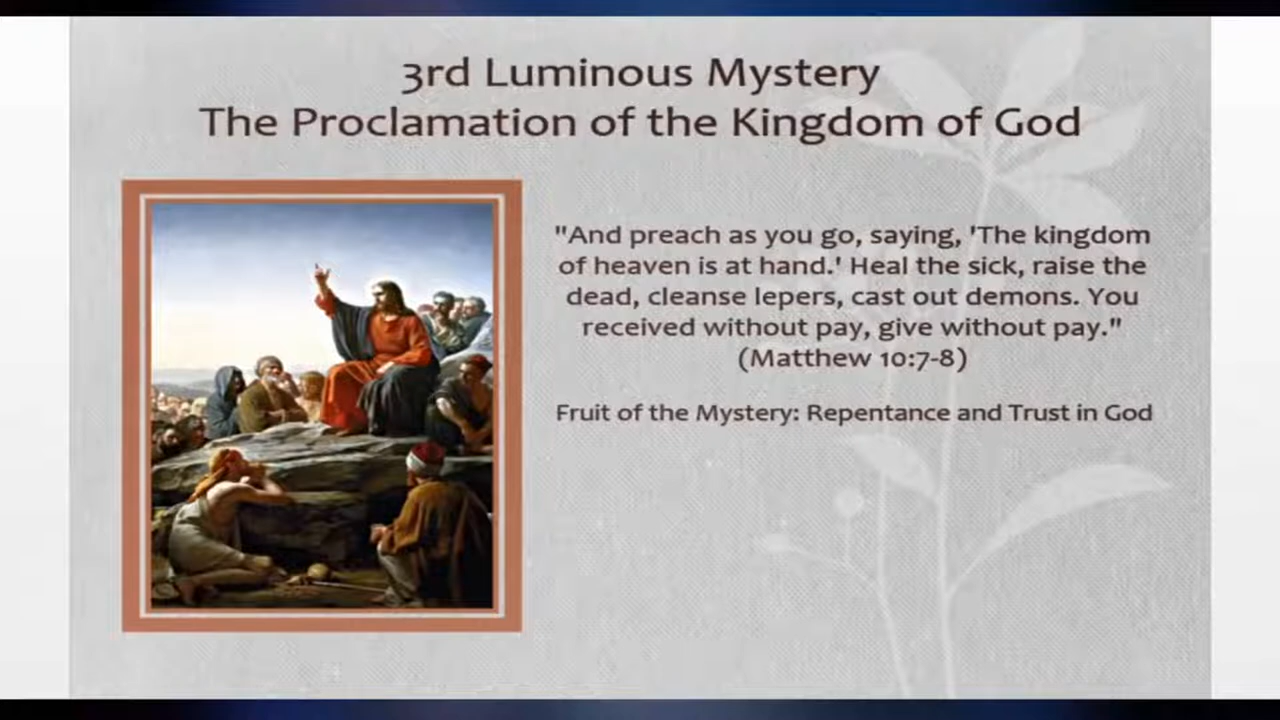 3rd Luminous Mystery
The Proclamation of the Kingdom of God
"And preach as you go, saying, 'The kingdom
of heaven is at hand.' Heal the sick, raise the
dead, cleanse lepers, cast out demons. You
received without pay, give without pay."
(Matthew 10:7-8)
Fruit of the Mystery: Repentance and Trust in God